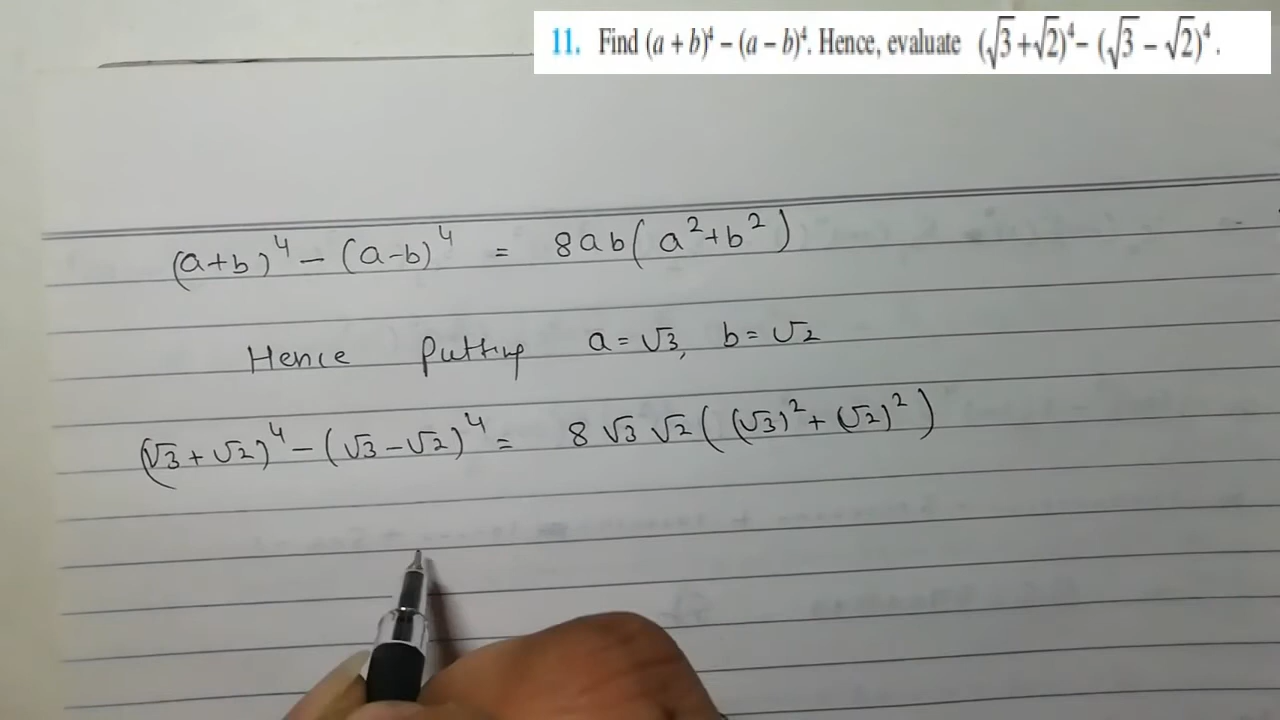 11. Find (a + b)⁴ – (a – b)⁴. Hence, evaluate (√3 + √2)⁴ – (√3 – √2)⁴.
(a+b)⁴ – (a-b)⁴ = 8ab(a²+b²)
Hence Putting a=√3, b=√2
(√3+√2)⁴ – (√3–√2)⁴ = 8√3√2((√3)²+(√2)²)